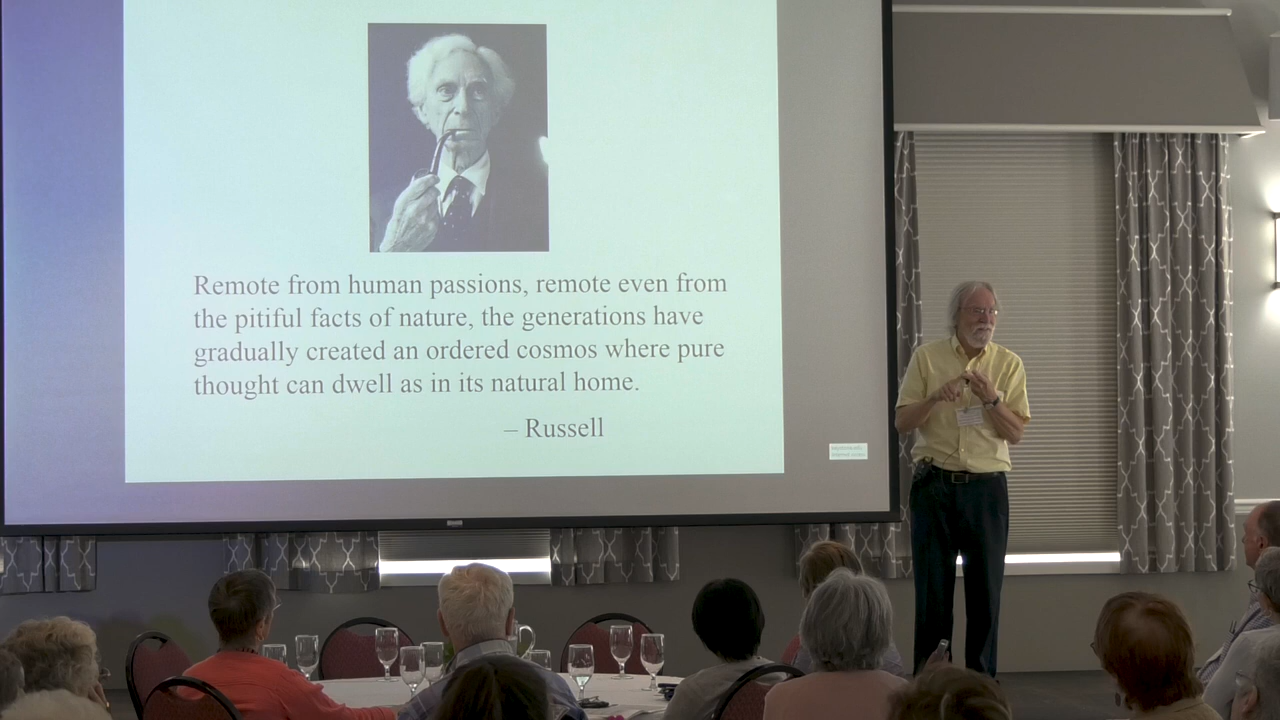 Remote from human passions, remote even from
the pitiful facts of nature, the generations have
gradually created an ordered cosmos where pure
thought can dwell as in its natural home.
– Russell